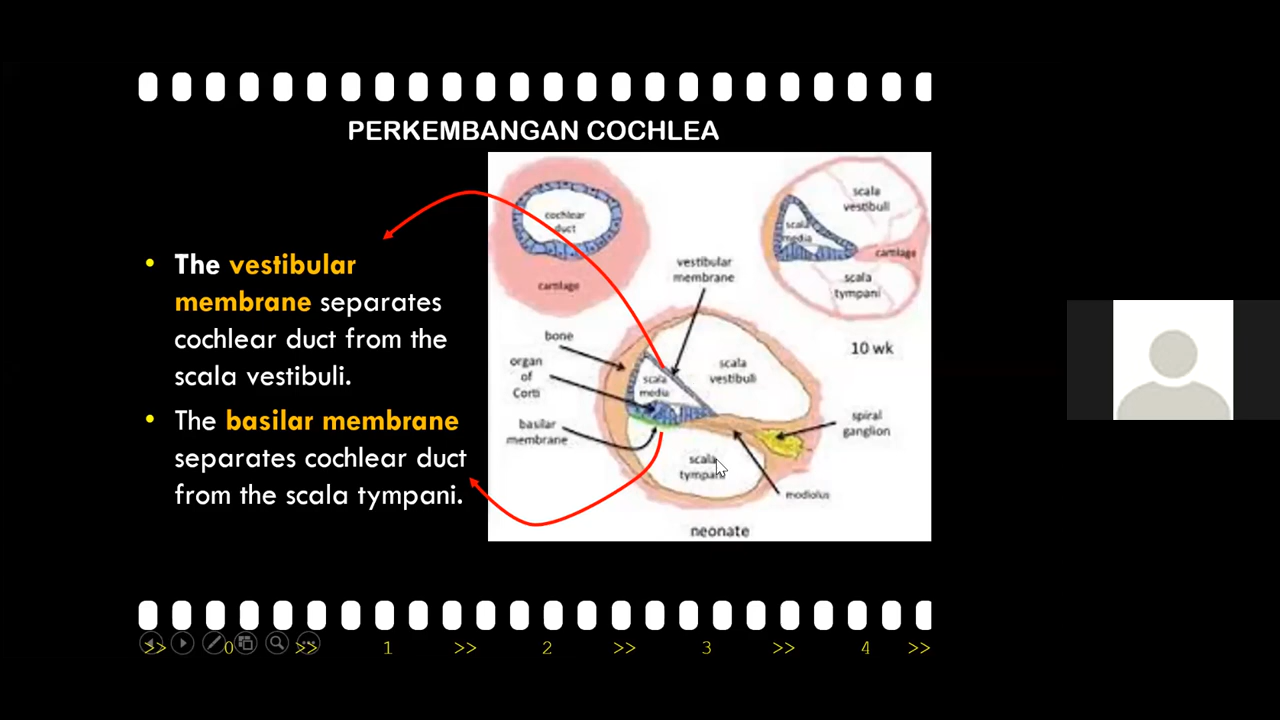 PERKEMBANGAN COCHLEA
• The vestibular
membrane separates
cochlear duct from the
scala vestibuli.
• The basilar membrane
separates cochlear duct
from the scala tympani.
cochlear
duct
cartilage
scala
vestibuli
scala
media
cartilage
scala
tympani
10 wk
vestibular
membrane
bone
organ
of
Corti
basilar
membrane
scala
media
scala
vestibuli
scala
tympani
spiral
ganglion
modiolus
neonate
>> 0 >> 1 >> 2 >> 3 >> 4 >>